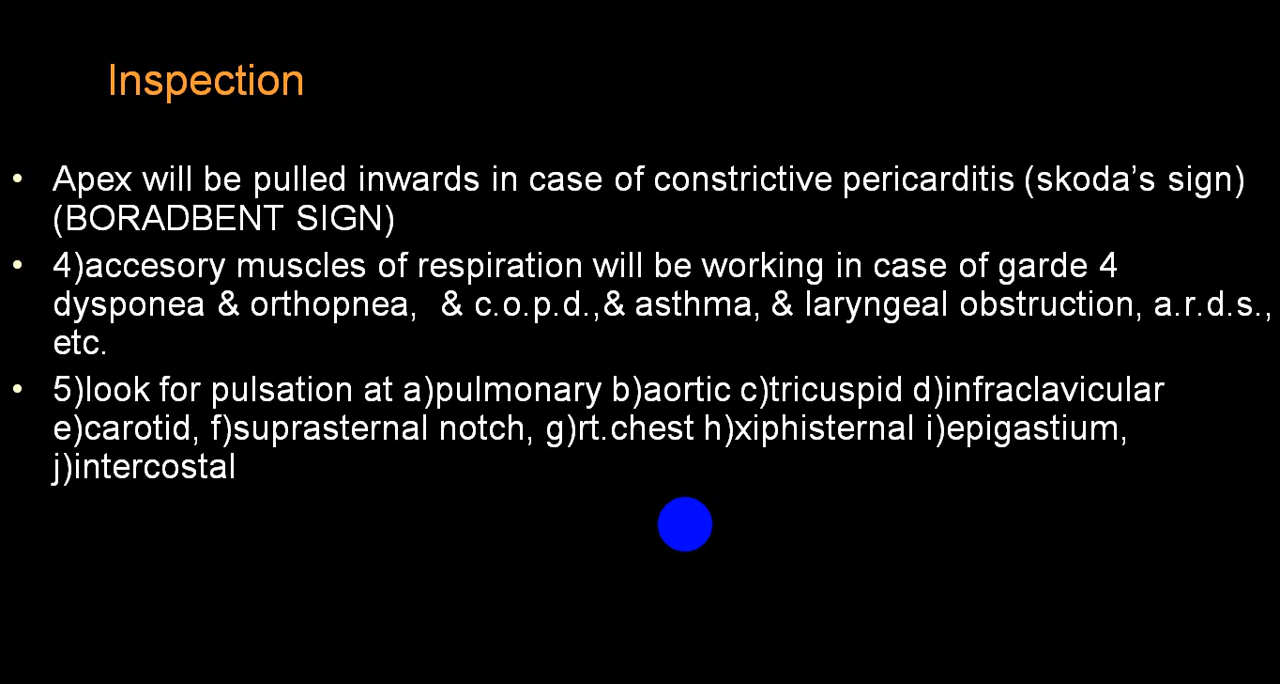 Inspection
• Apex will be pulled inwards in case of constrictive pericarditis (skoda’s sign)
(BORADBENT SIGN)
• 4)accesory muscles of respiration will be working in case of garde 4
dysponea & orthopnea,  & c.o.p.d.,& asthma, & laryngeal obstruction, a.r.d.s.,
etc.
• 5)look for pulsation at a)pulmonary b)aortic c)tricuspid d)infraclavicular
e)carotid, f)suprasternal notch, g)rt.chest h)xiphisternal i)epigastium,
j)intercostal